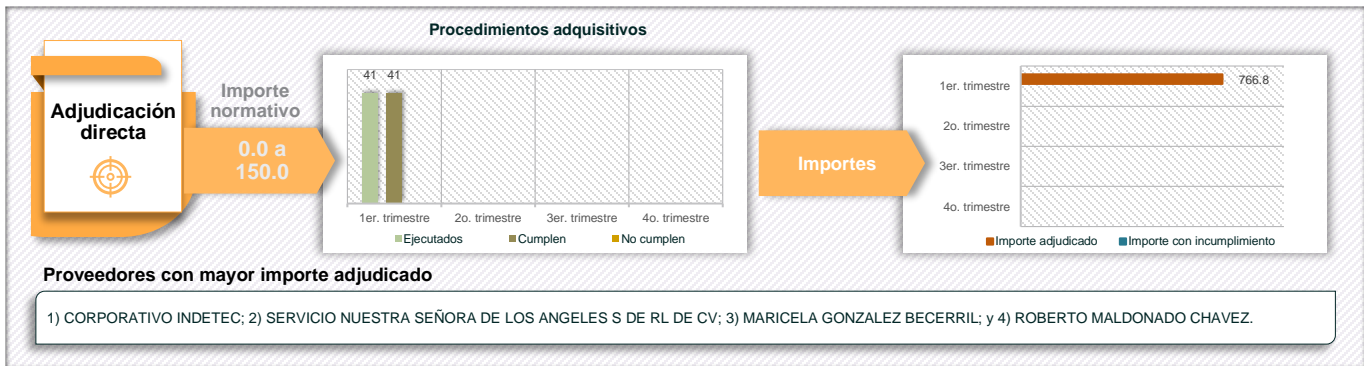 Procedimientos adquisitivos
Adjudicación
directa
Importe
normativo
0.0 a
150.0
41 41
1er. trimestre 2o. trimestre 3er. trimestre 4o. trimestre
Ejecutados Cumplen No cumplen
Importes
1er. trimestre 766.8
2o. trimestre
3er. trimestre
4o. trimestre
Importe adjudicado Importe con incumplimiento
Proveedores con mayor importe adjudicado
1) CORPORATIVO INDETEC; 2) SERVICIO NUESTRA SEÑORA DE LOS ANGELES S DE RL DE CV; 3) MARICELA GONZALEZ BECERRIL; y 4) ROBERTO MALDONADO CHAVEZ.